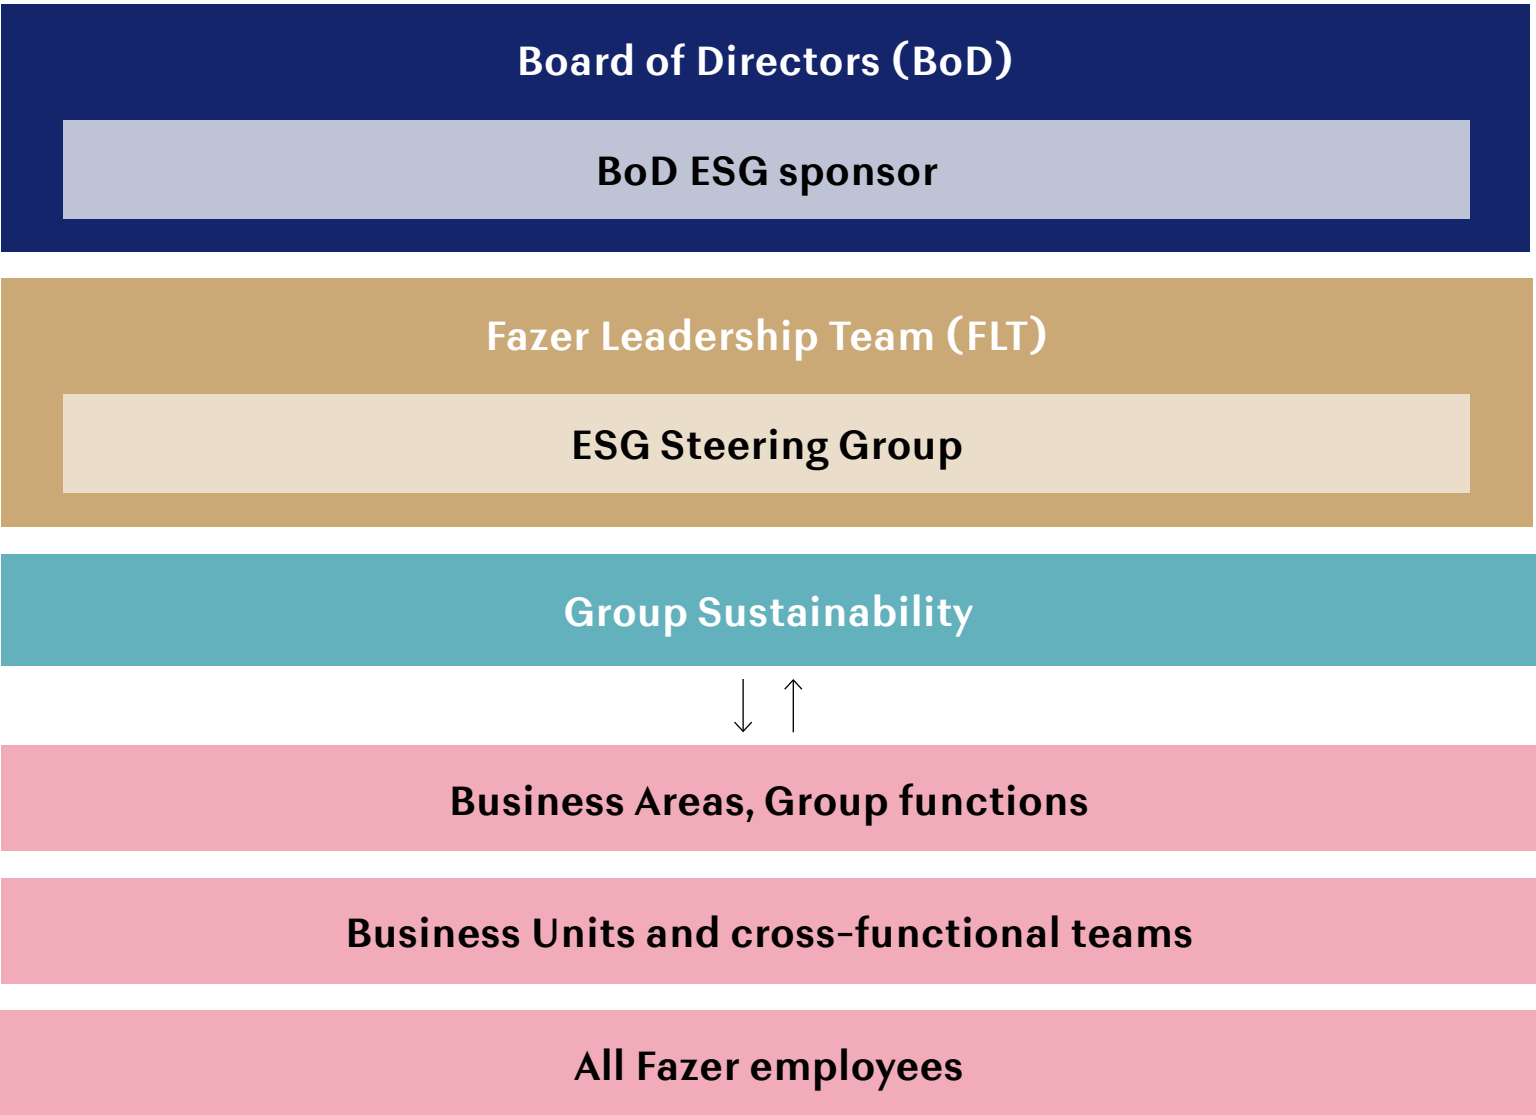 Board of Directors (BoD)
BoD ESG sponsor
Fazer Leadership Team (FLT)
ESG Steering Group
Group Sustainability
Business Areas, Group functions
Business Units and cross-functional teams
All Fazer employees